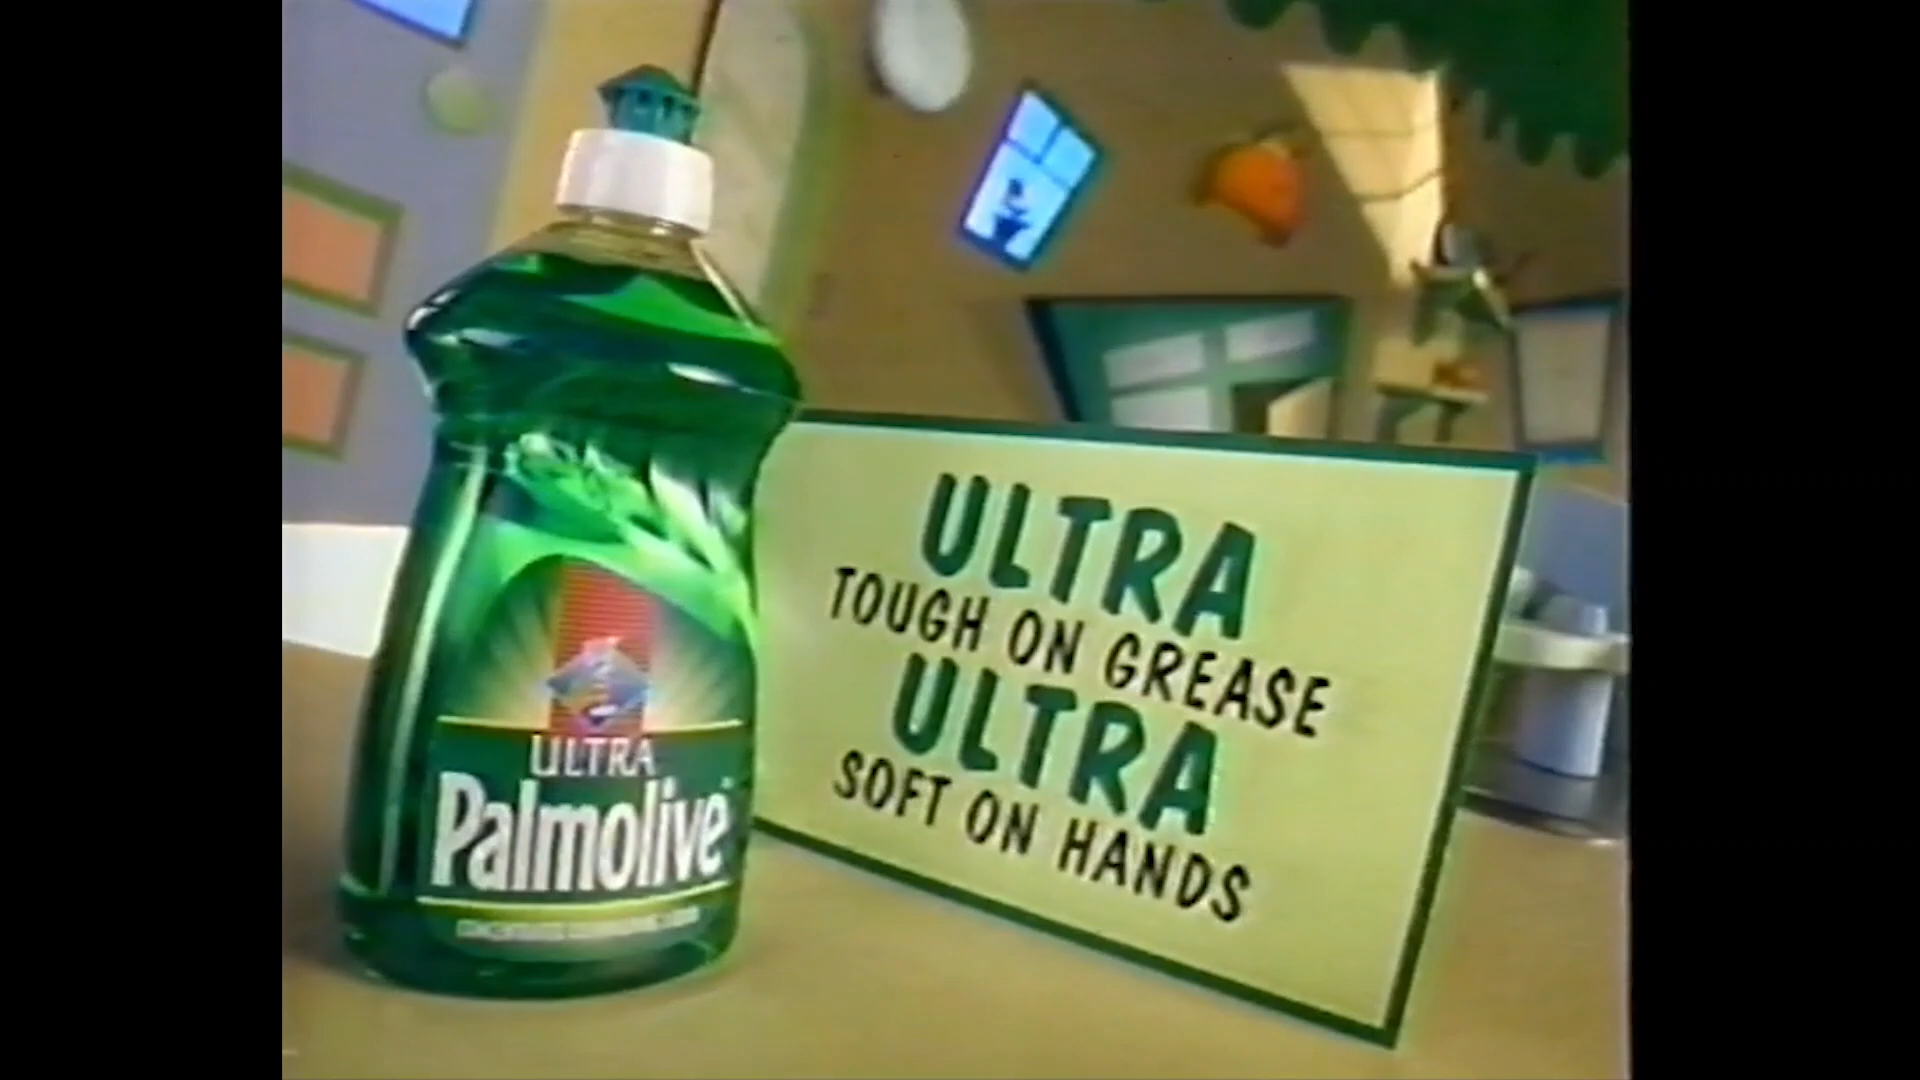 ULTRA
Palmolive
ULTRA
TOUGH ON GREASE
ULTRA
SOFT ON HANDS